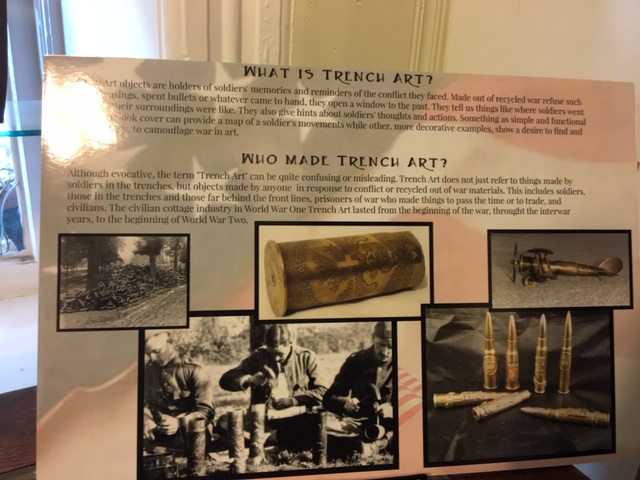 WHAT IS TRENCH ART?
Art objects are holders of soldiers' memories and reminders of the conflict they faced. Made out of recycled war refuse such
casings, spent bullets or whatever came to hand, they open a window to the past. They tell us things like where soldiers went
their surroundings were like. They also give hints about soldiers' thoughts and actions. Something as simple and functional
cover can provide a map of a soldier's movements while other, more decorative examples, show a desire to find and
to camouflage war in art.
WHO MADE TRENCH ART?
Although evocative, the term "Trench Art" can be quite confusing or misleading. Trench Art does not just refer to things made by
soldiers in the trenches, but objects made by anyone in response to conflict or recycled out of war materials. This includes soldiers,
those in the trenches and those far behind the front lines, prisoners of war who made things to pass the time or to trade, and
civilians. The civilian cottage industry in World War One Trench Art lasted from the beginning of the war, through the interwar
years, to the beginning of World War Two.